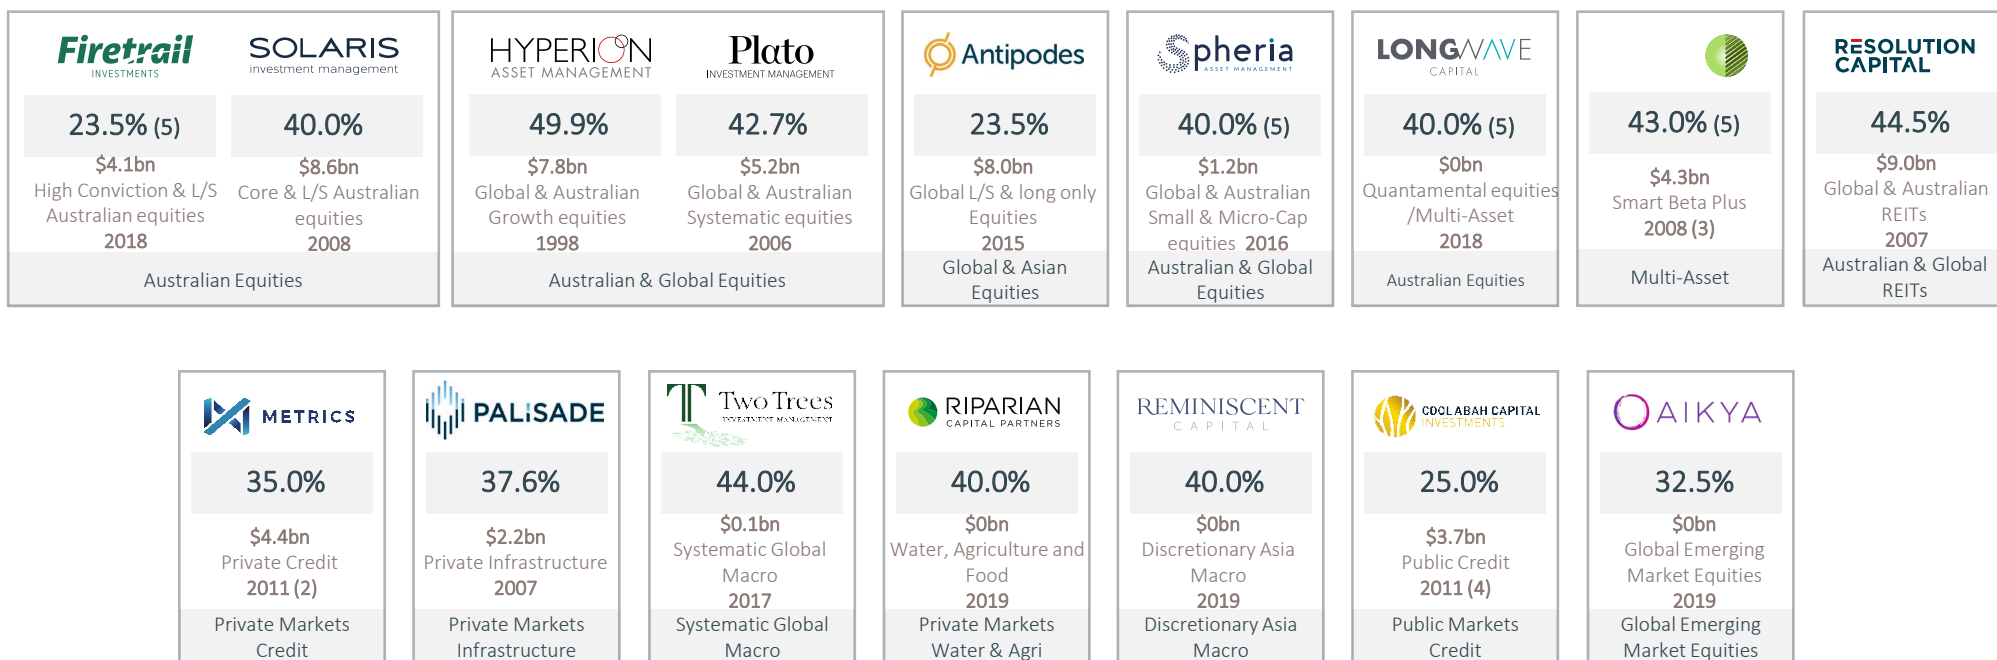 Firetrail
INVESTMENTS
23.5% (5)
$4.1bn
High Conviction & L/S
Australian equities
2018
SOLARIS
investment management
40.0%
$8.6bn
Core & L/S Australian
equities
2008
Australian Equities
HYPERION
ASSET MANAGEMENT
49.9%
$7.8bn
Global & Australian
Growth equities
1998
Plato
INVESTMENT MANAGEMENT
42.7%
$5.2bn
Global & Australian
Systematic equities
2006
Australian & Global Equities
Antipodes
23.5%
$8.0bn
Global L/S & long only
Equities
2015
Global & Asian
Equities
Spheria
ASSET MANAGEMENT
40.0% (5)
$1.2bn
Global & Australian
Small & Micro-Cap
equities 2016
Australian & Global
Equities
LONGWAVE
CAPITAL
40.0% (5)
$0bn
Quantamental equities
/Multi-Asset
2018
Australian Equities
43.0% (5)
$4.3bn
Smart Beta Plus
2008 (3)
Multi-Asset
RESOLUTION
CAPITAL
44.5%
$9.0bn
Global & Australian
REITs
2007
Australian & Global
REITs
METRICS
35.0%
$4.4bn
Private Credit
2011 (2)
Private Markets
Credit
PALISADE
37.6%
$2.2bn
Private Infrastructure
2007
Private Markets
Infrastructure
Two Trees
INVESTMENT MANAGEMENT
44.0%
$0.1bn
Systematic Global
Macro
2017
Systematic Global
Macro
RIPARIAN
CAPITAL PARTNERS
40.0%
$0bn
Water, Agriculture and
Food
2019
Private Markets
Water & Agri
REMINISCENT
CAPITAL
40.0%
$0bn
Discretionary Asia
Macro
2019
Discretionary Asia
Macro
COOLABAH CAPITAL
INVESTMENTS
25.0%
$3.7bn
Public Credit
2011 (4)
Public Markets
Credit
AIKYA
32.5%
$0bn
Global Emerging
Market Equities
2019
Global Emerging
Market Equities